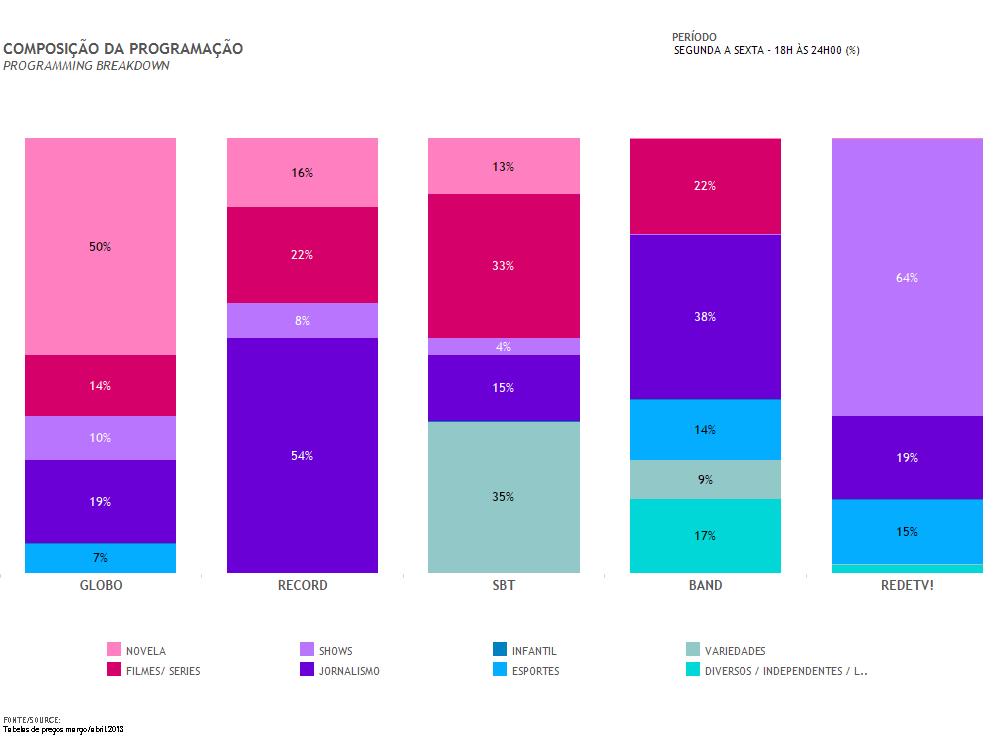 COMPOSIÇÃO DA PROGRAMAÇÃO
PROGRAMMING BREAKDOWN
PERÍODO
SEGUNDA A SEXTA - 18H ÀS 24H00 (%)
50%
14%
10%
19%
7%
16%
22%
8%
54%
13%
33%
4%
15%
35%
22%
38%
14%
9%
17%
64%
19%
15%
GLOBO RECORD SBT BAND REDETV!
NOVELA SHOWS INFANTIL VARIEDADES
FILMES/ SERIES JORNALISMO ESPORTES DIVERSOS / INDEPENDENTES / L..
FONTE/SOURCE:
Tabelas de preços março/abril2013